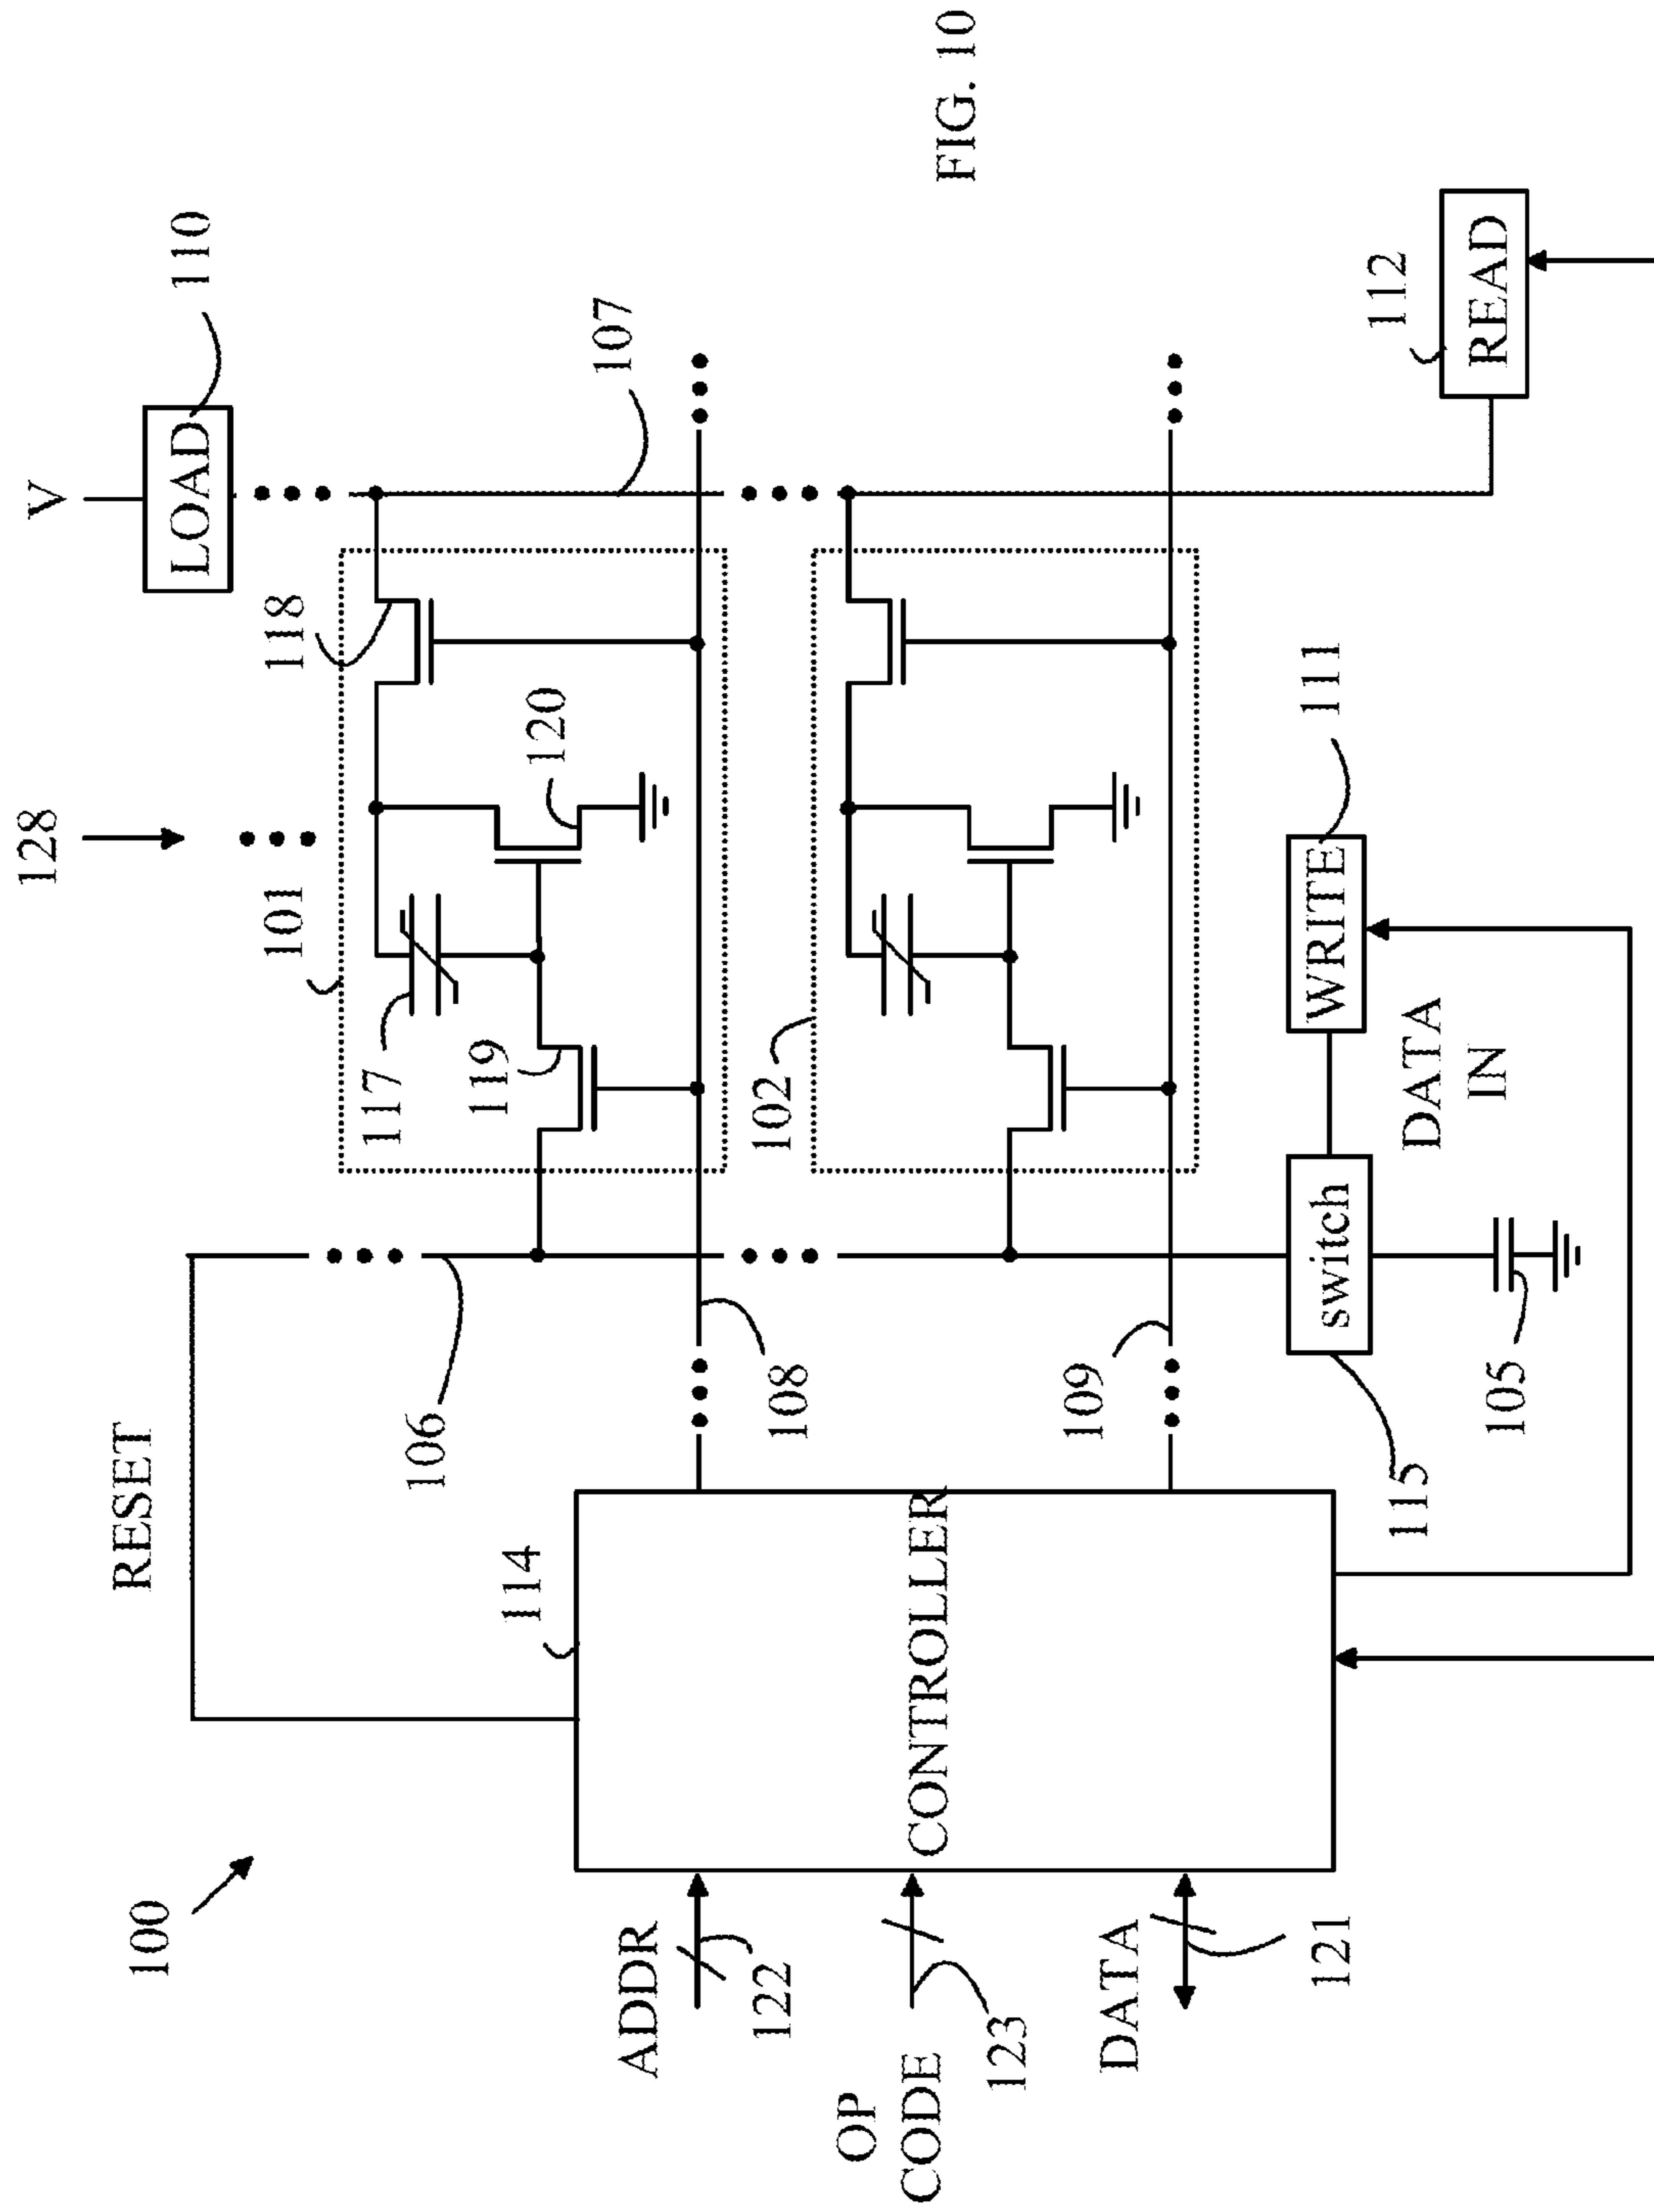 100
RESET
128
V
LOAD
110
101
118
106
117
119
120
107
114
108
102
FIG. 10
ADDR
122
OP
CODE
123
CONTROLLER
DATA
121
109
115
switch
105
WRITE
111
DATA
IN
112
READ